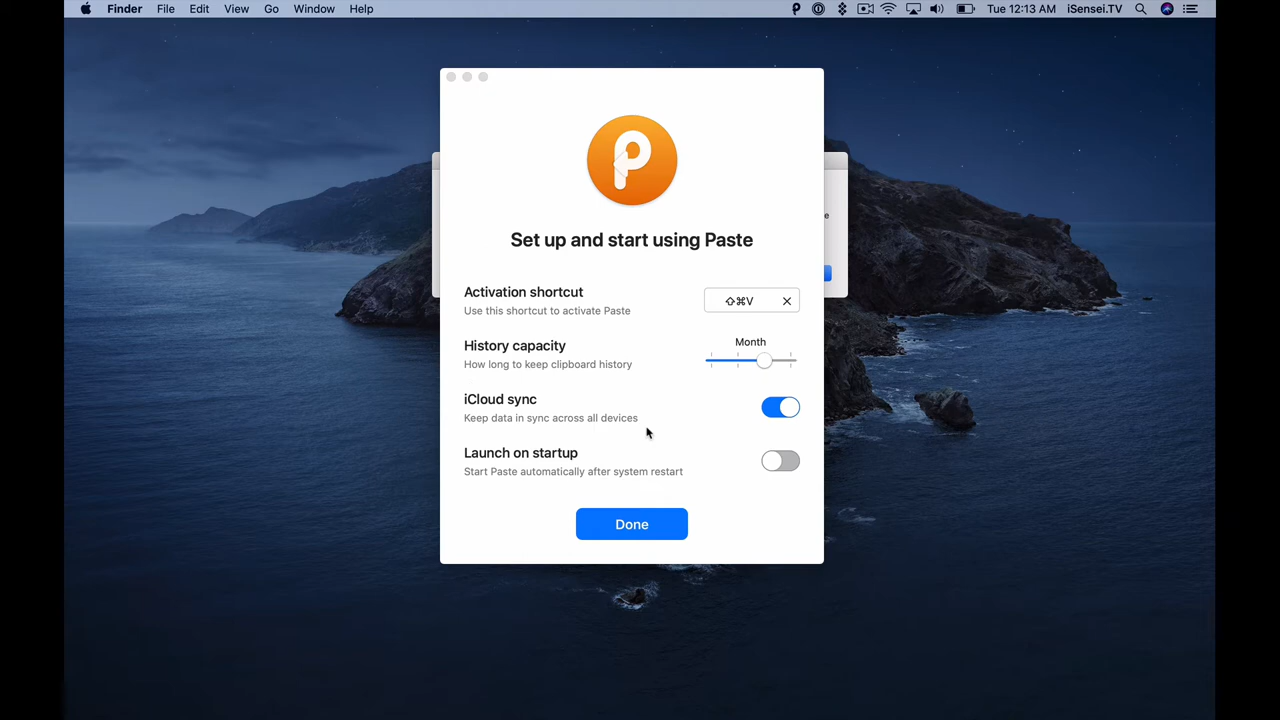 Finder File Edit View Go Window Help Tue 12:13 AM iSensei.TV
Set up and start using Paste
Activation shortcut
Use this shortcut to activate Paste
⇧⌘V
History capacity
How long to keep clipboard history
Month
iCloud sync
Keep data in sync across all devices
Launch on startup
Start Paste automatically after system restart
Done